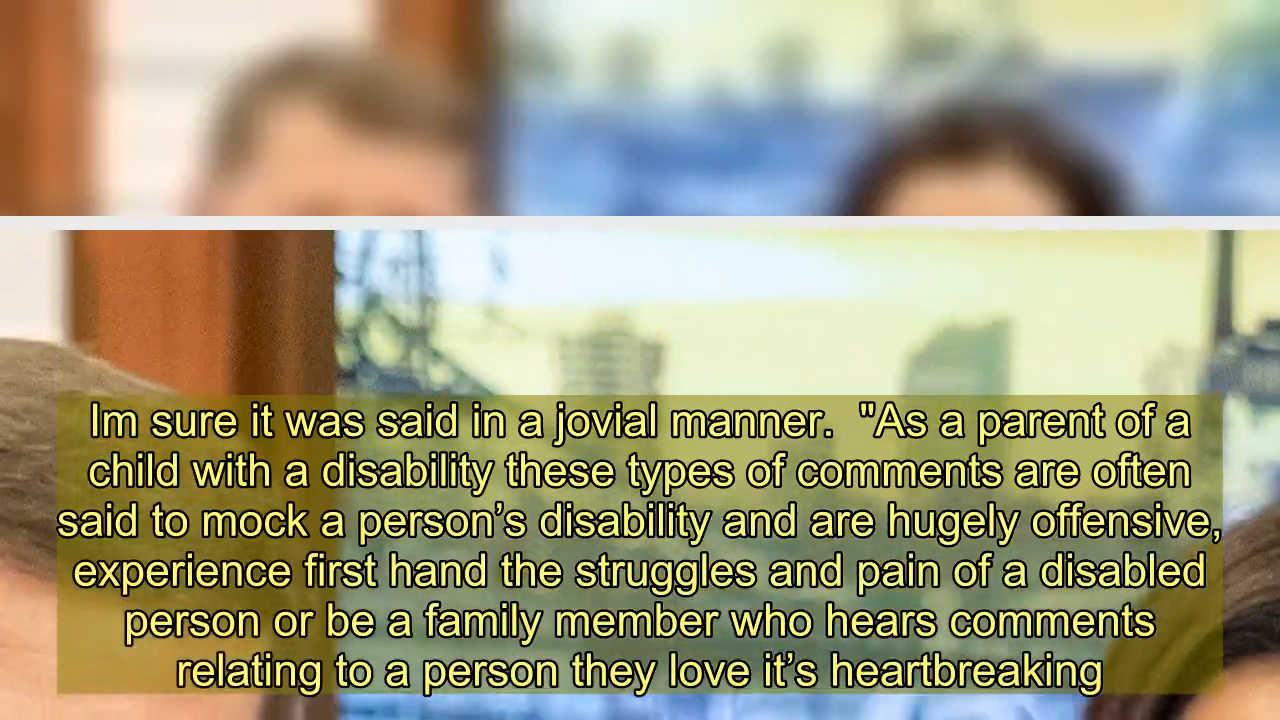 Im sure it was said in a jovial manner.  "As a parent of a
child with a disability these types of comments are often
said to mock a person’s disability and are hugely offensive,
experience first hand the struggles and pain of a disabled
person or be a family member who hears comments
relating to a person they love it’s heartbreaking